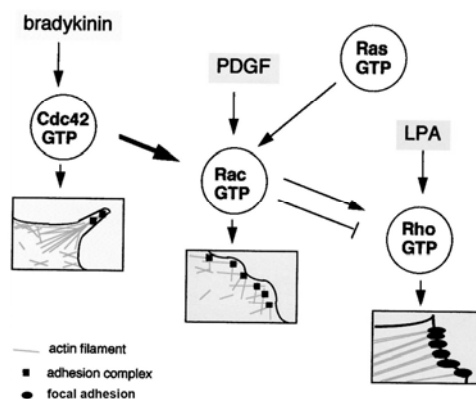 bradykinin
Cdc42
GTP
PDGF
Ras
GTP
LPA
Rac
GTP
Rho
GTP
actin filament
adhesion complex
focal adhesion